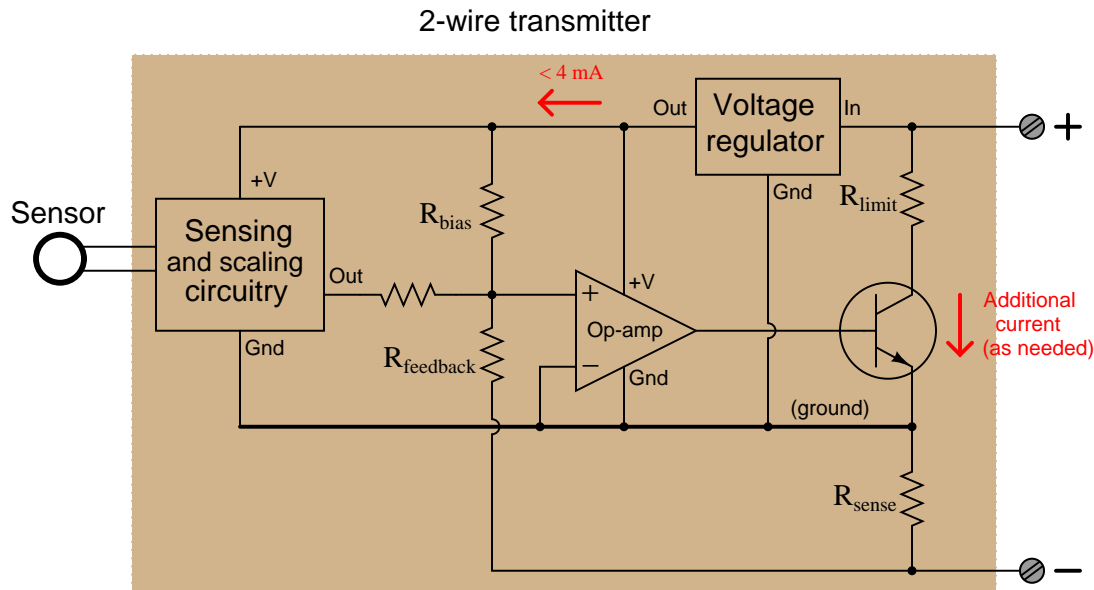 2-wire transmitter
< 4 mA
Out
Voltage
regulator
In
+
Gnd
+V
Sensor
Sensing
and scaling
circuitry
Out
Gnd
Rbias
Rlimit
+
+V
Op-amp
−
Gnd
Rfeedback
Additional
current
(as needed)
(ground)
Rsense
−